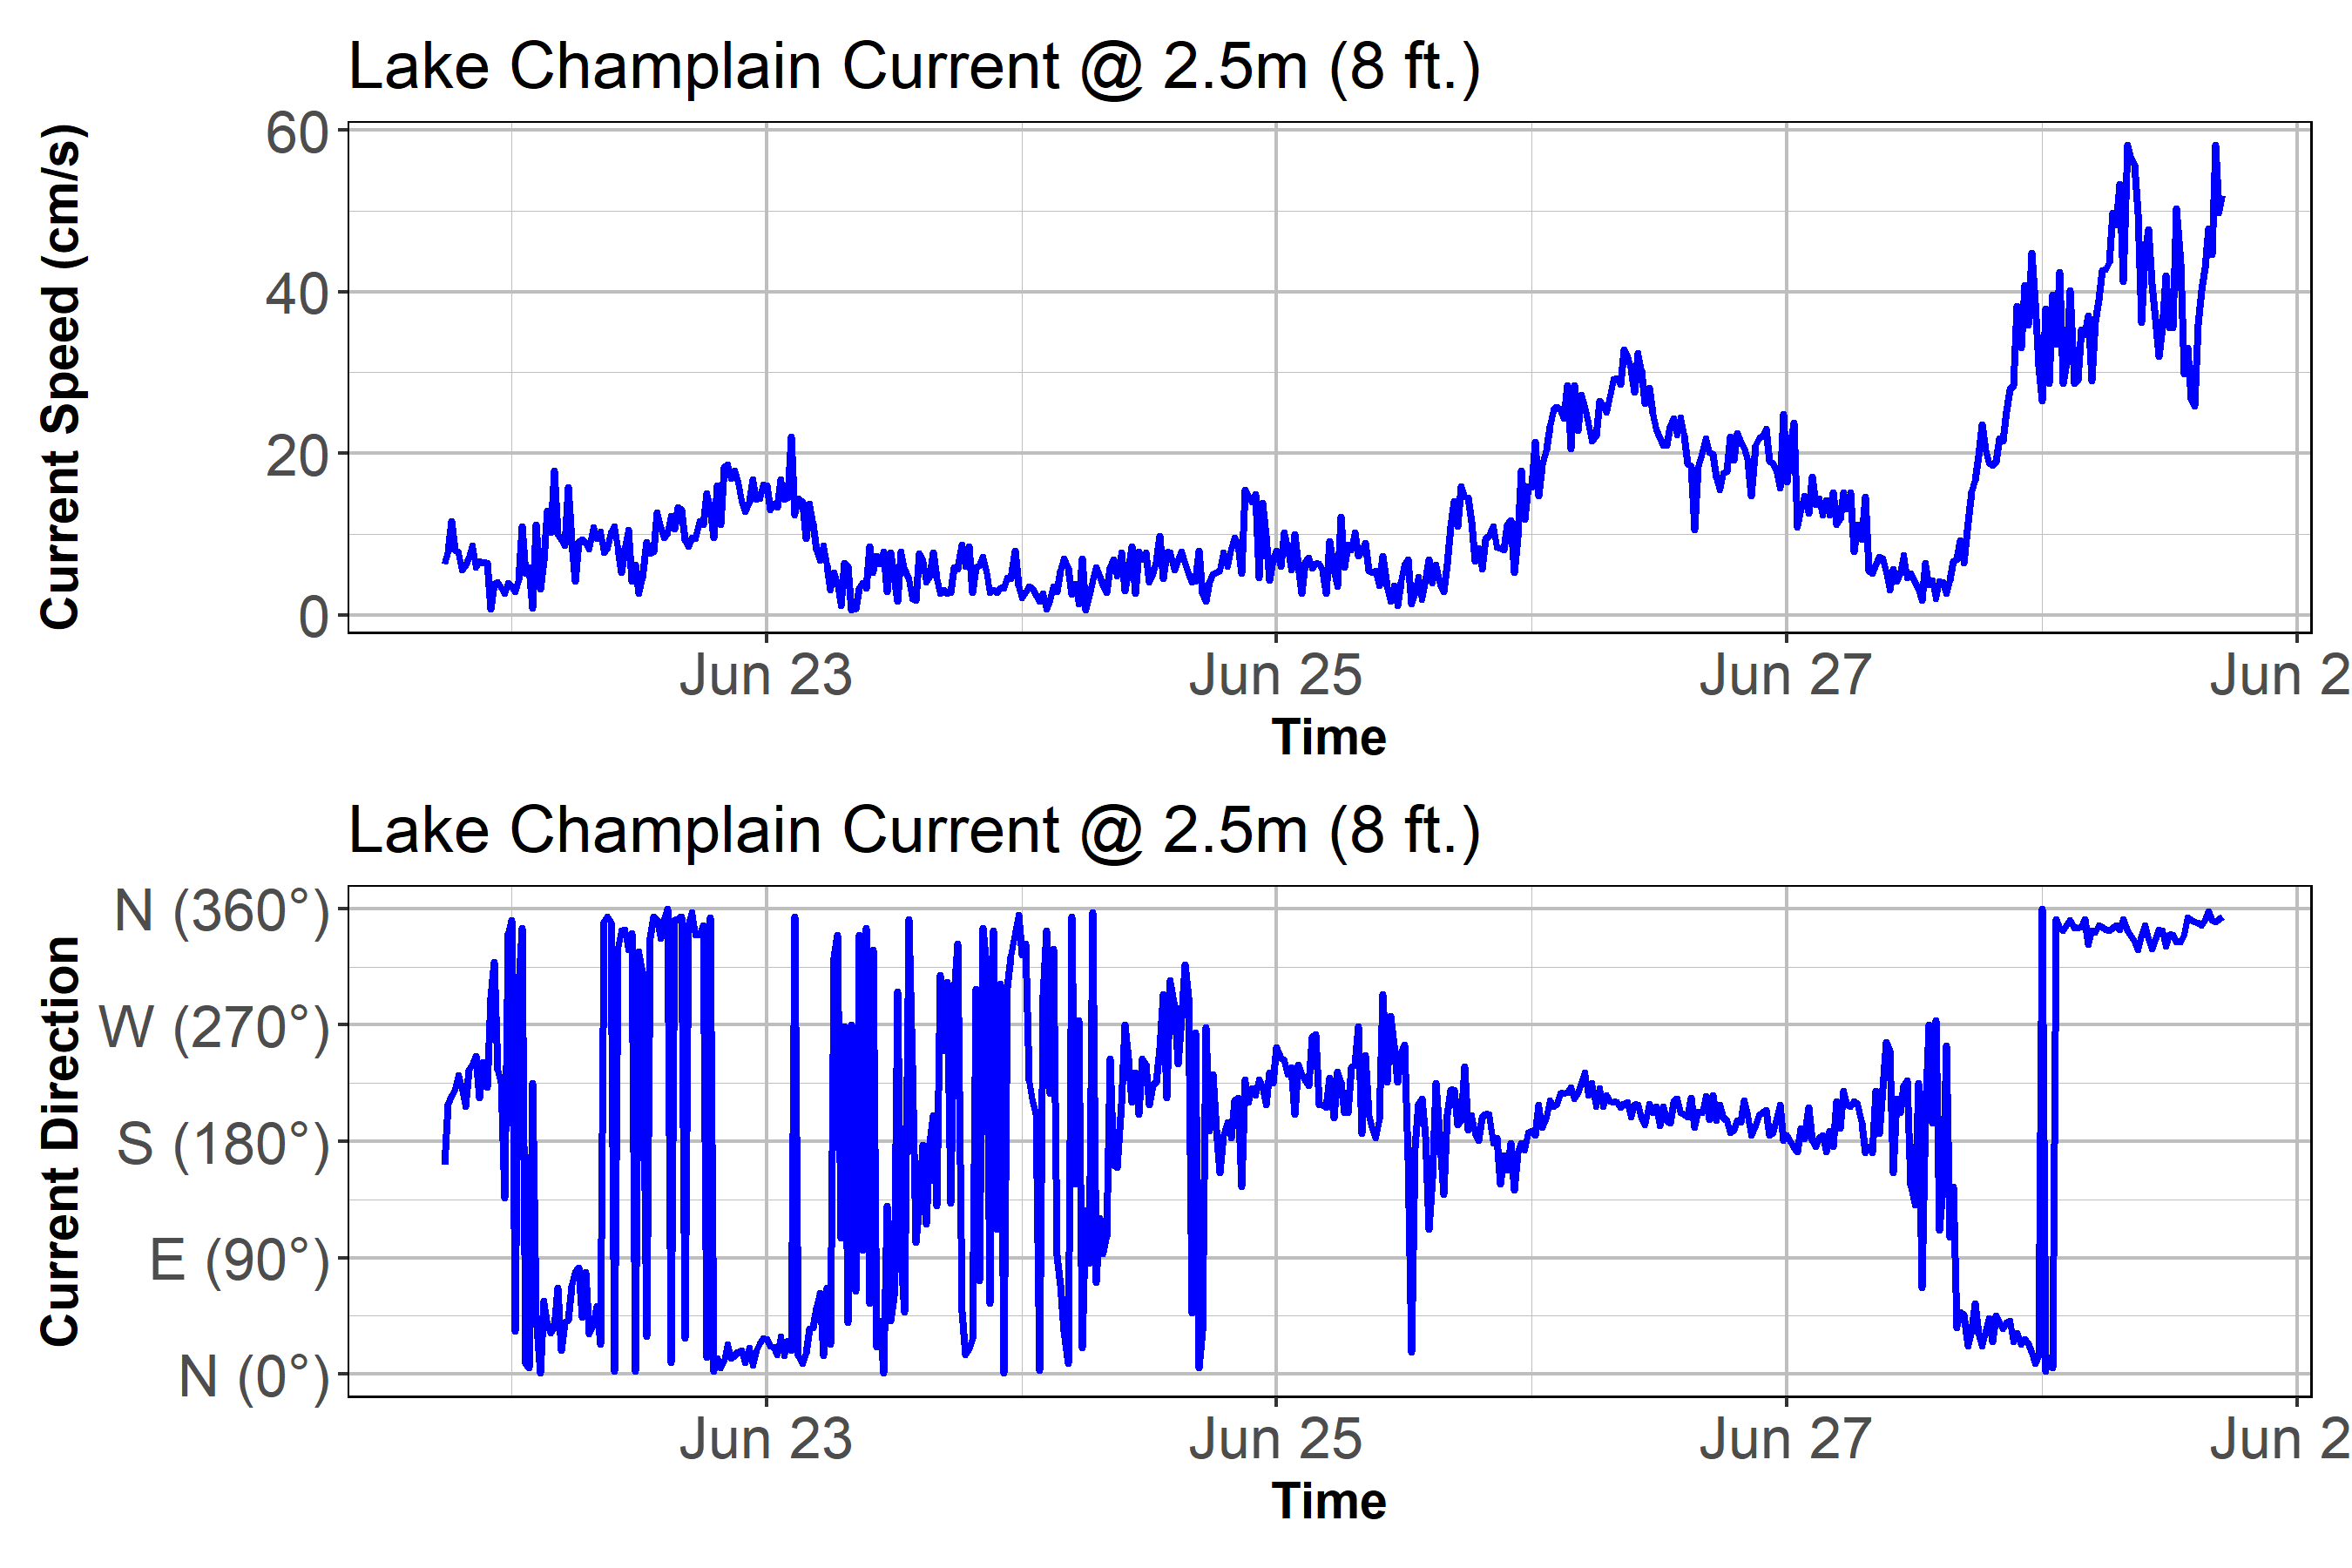 Lake Champlain Current @ 2.5m (8 ft.)
Current Speed (cm/s)
60
40
20
0
Jun 23 Jun 25 Jun 27 Jun 2
Time
Lake Champlain Current @ 2.5m (8 ft.)
Current Direction
N (360°)
W (270°)
S (180°)
E (90°)
N (0°)
Jun 23 Jun 25 Jun 27 Jun 2
Time